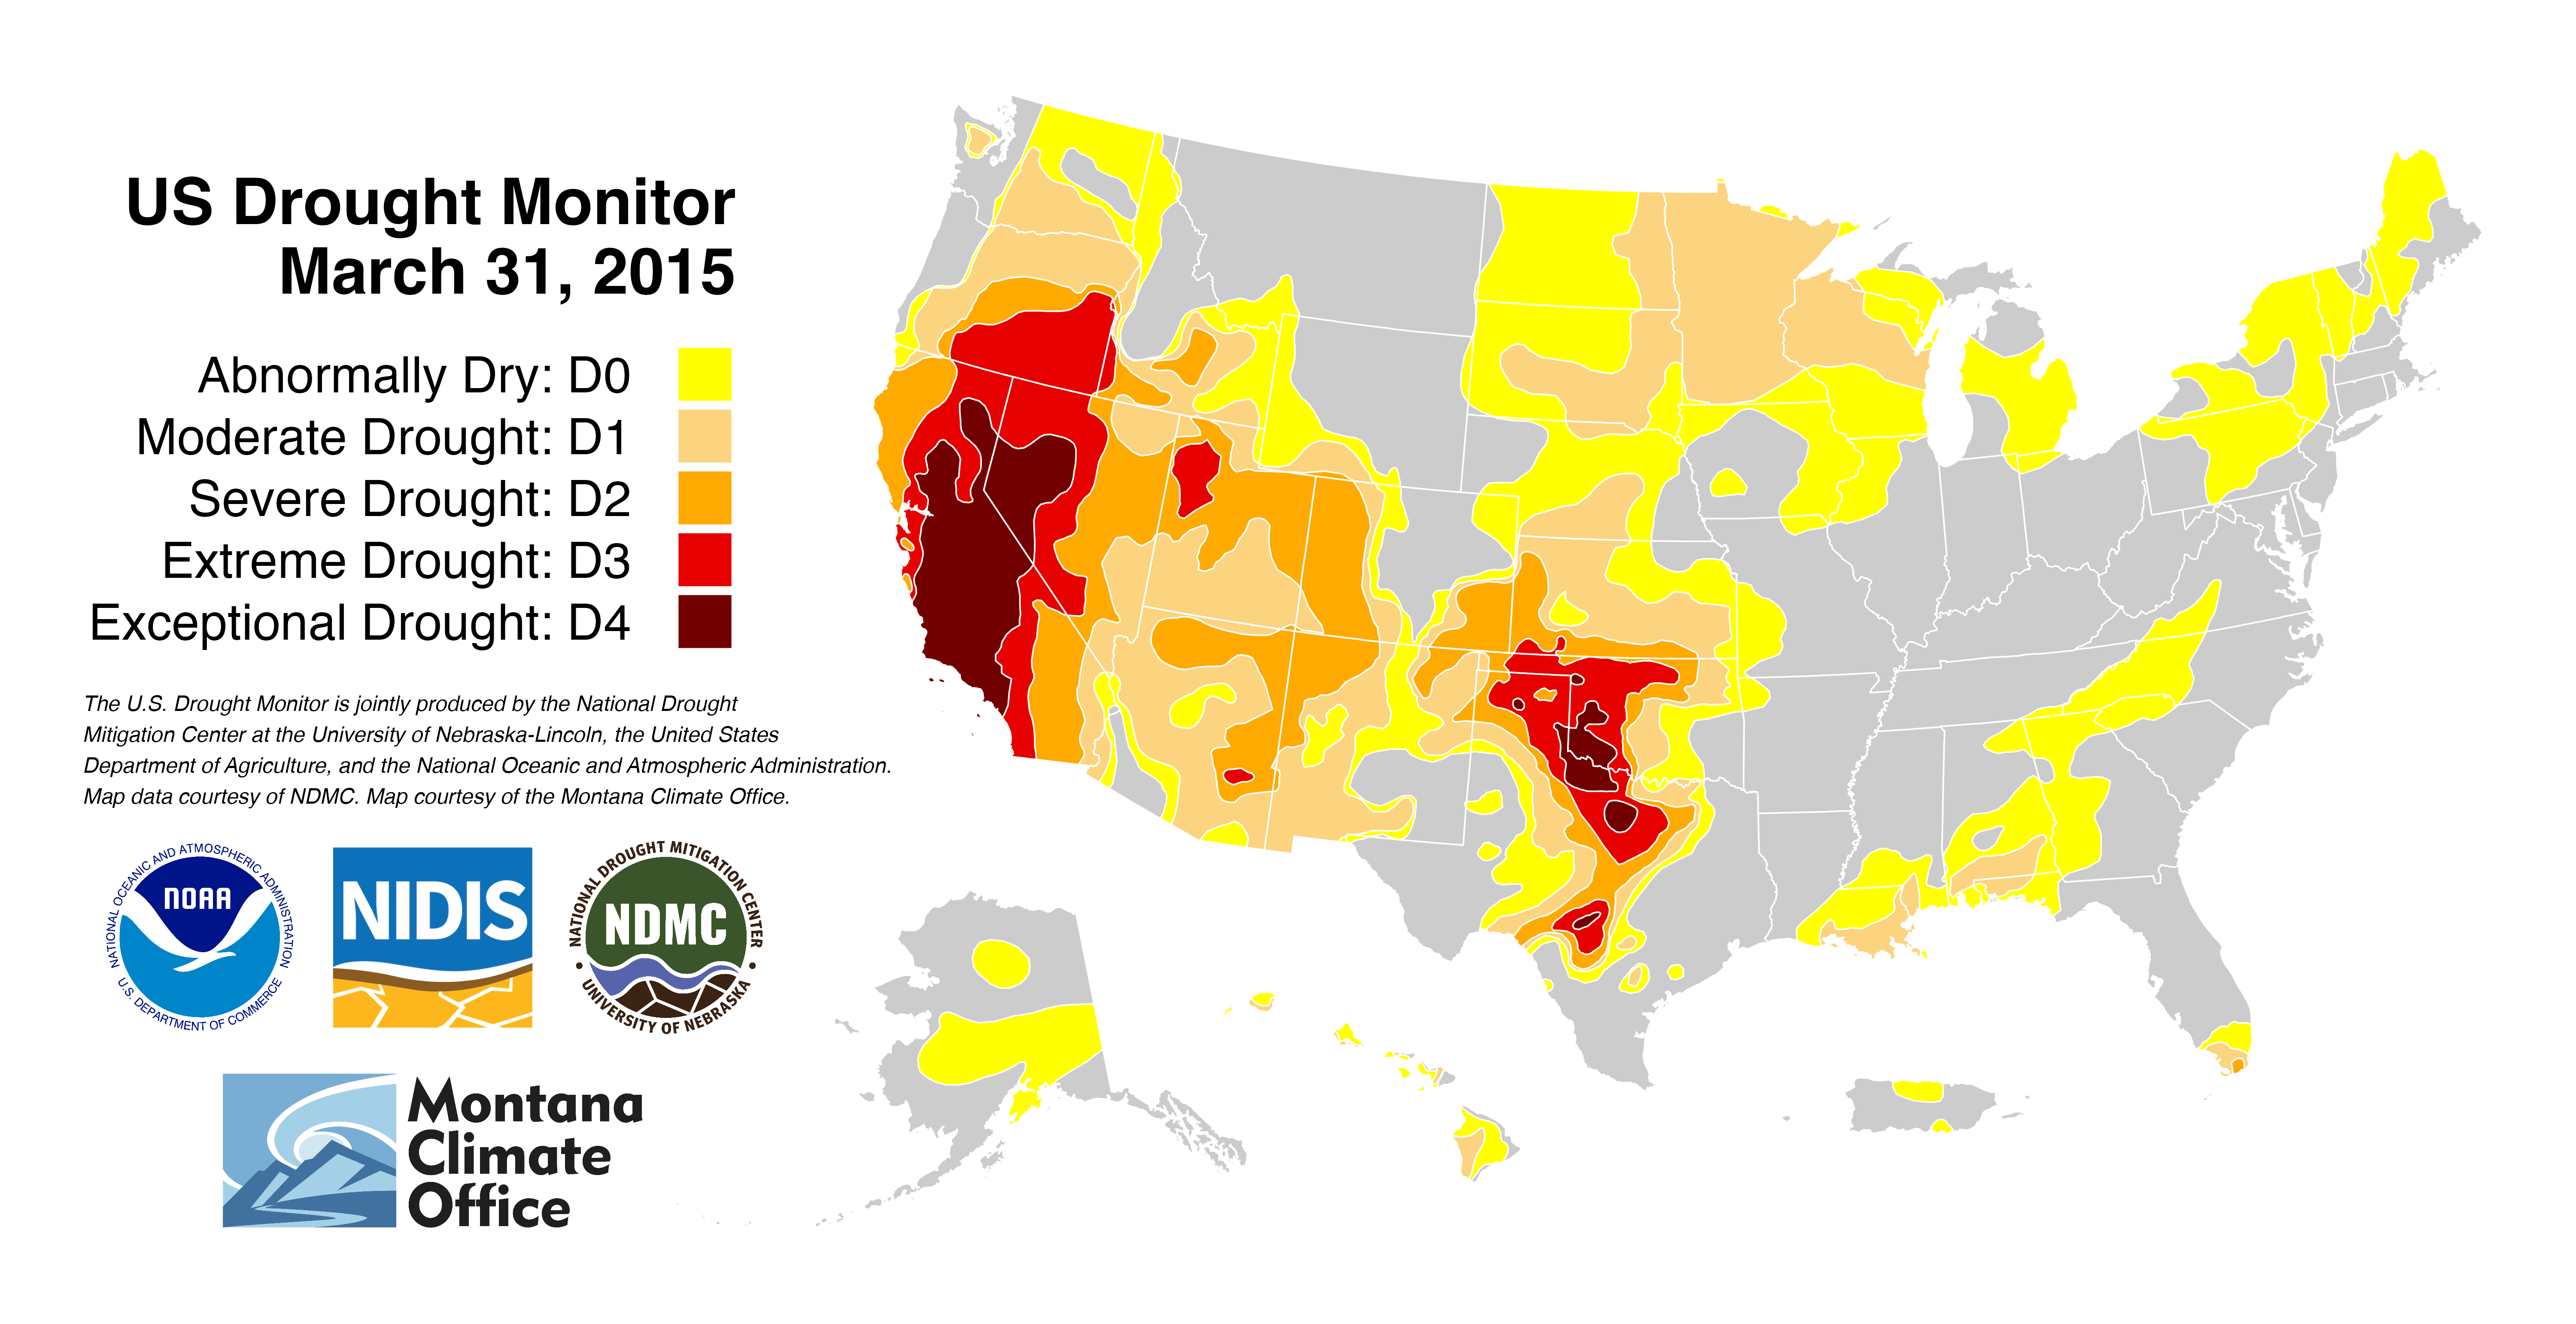 US Drought Monitor
March 31, 2015
Abnormally Dry: D0
Moderate Drought: D1
Severe Drought: D2
Extreme Drought: D3
Exceptional Drought: D4
The U.S. Drought Monitor is jointly produced by the National Drought
Mitigation Center at the University of Nebraska-Lincoln, the United States
Department of Agriculture, and the National Oceanic and Atmospheric Administration.
Map data courtesy of NDMC. Map courtesy of the Montana Climate Office.
NATIONAL OCEANIC AND ATMOSPHERIC ADMINISTRATION
NOAA
U.S. DEPARTMENT OF COMMERCE
NIDIS
NATIONAL DROUGHT MITIGATION CENTER
NDMC
UNIVERSITY OF NEBRASKA
Montana
Climate
Office